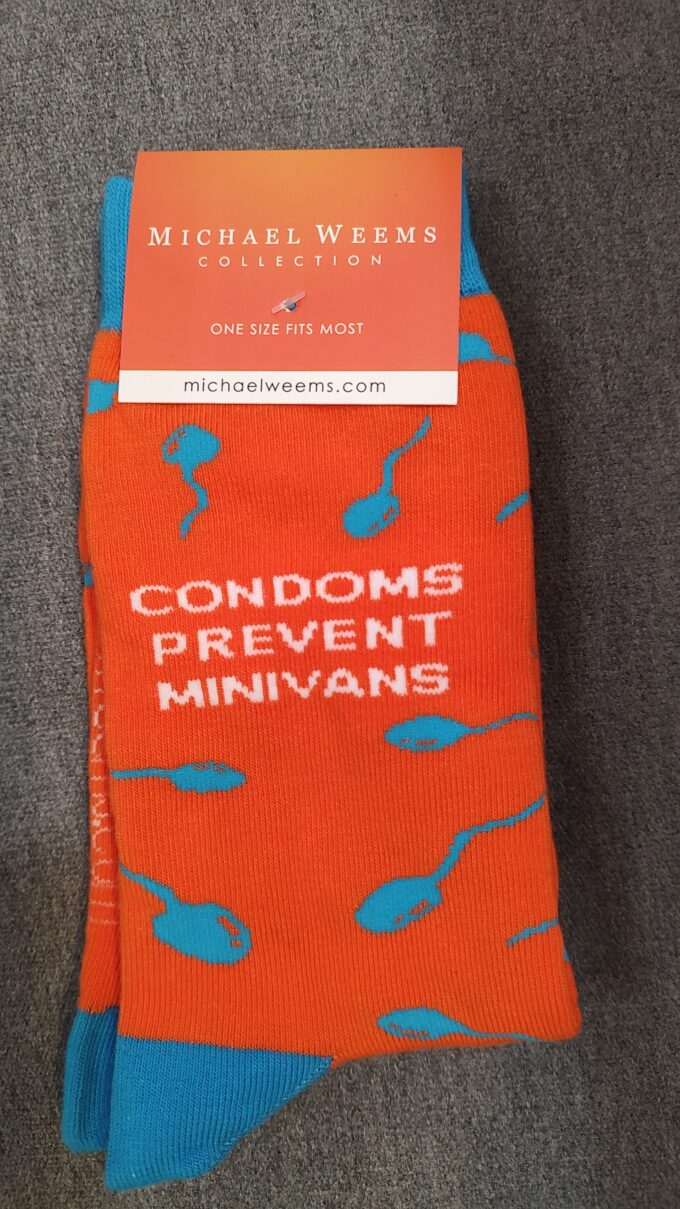 MICHAEL WEEMS
COLLECTION
ONE SIZE FITS MOST
michaelweems.com
CONDOMS
PREVENT
MINIVANS